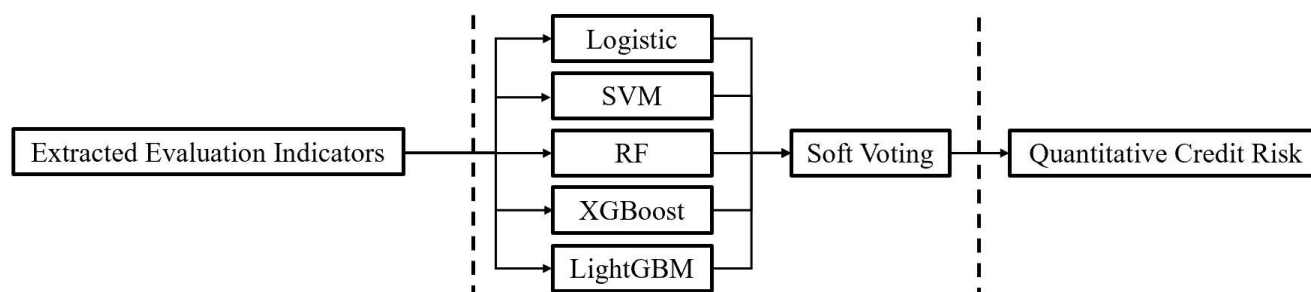 Extracted Evaluation Indicators
Logistic
SVM
RF
XGBoost
LightGBM
Soft Voting
Quantitative Credit Risk